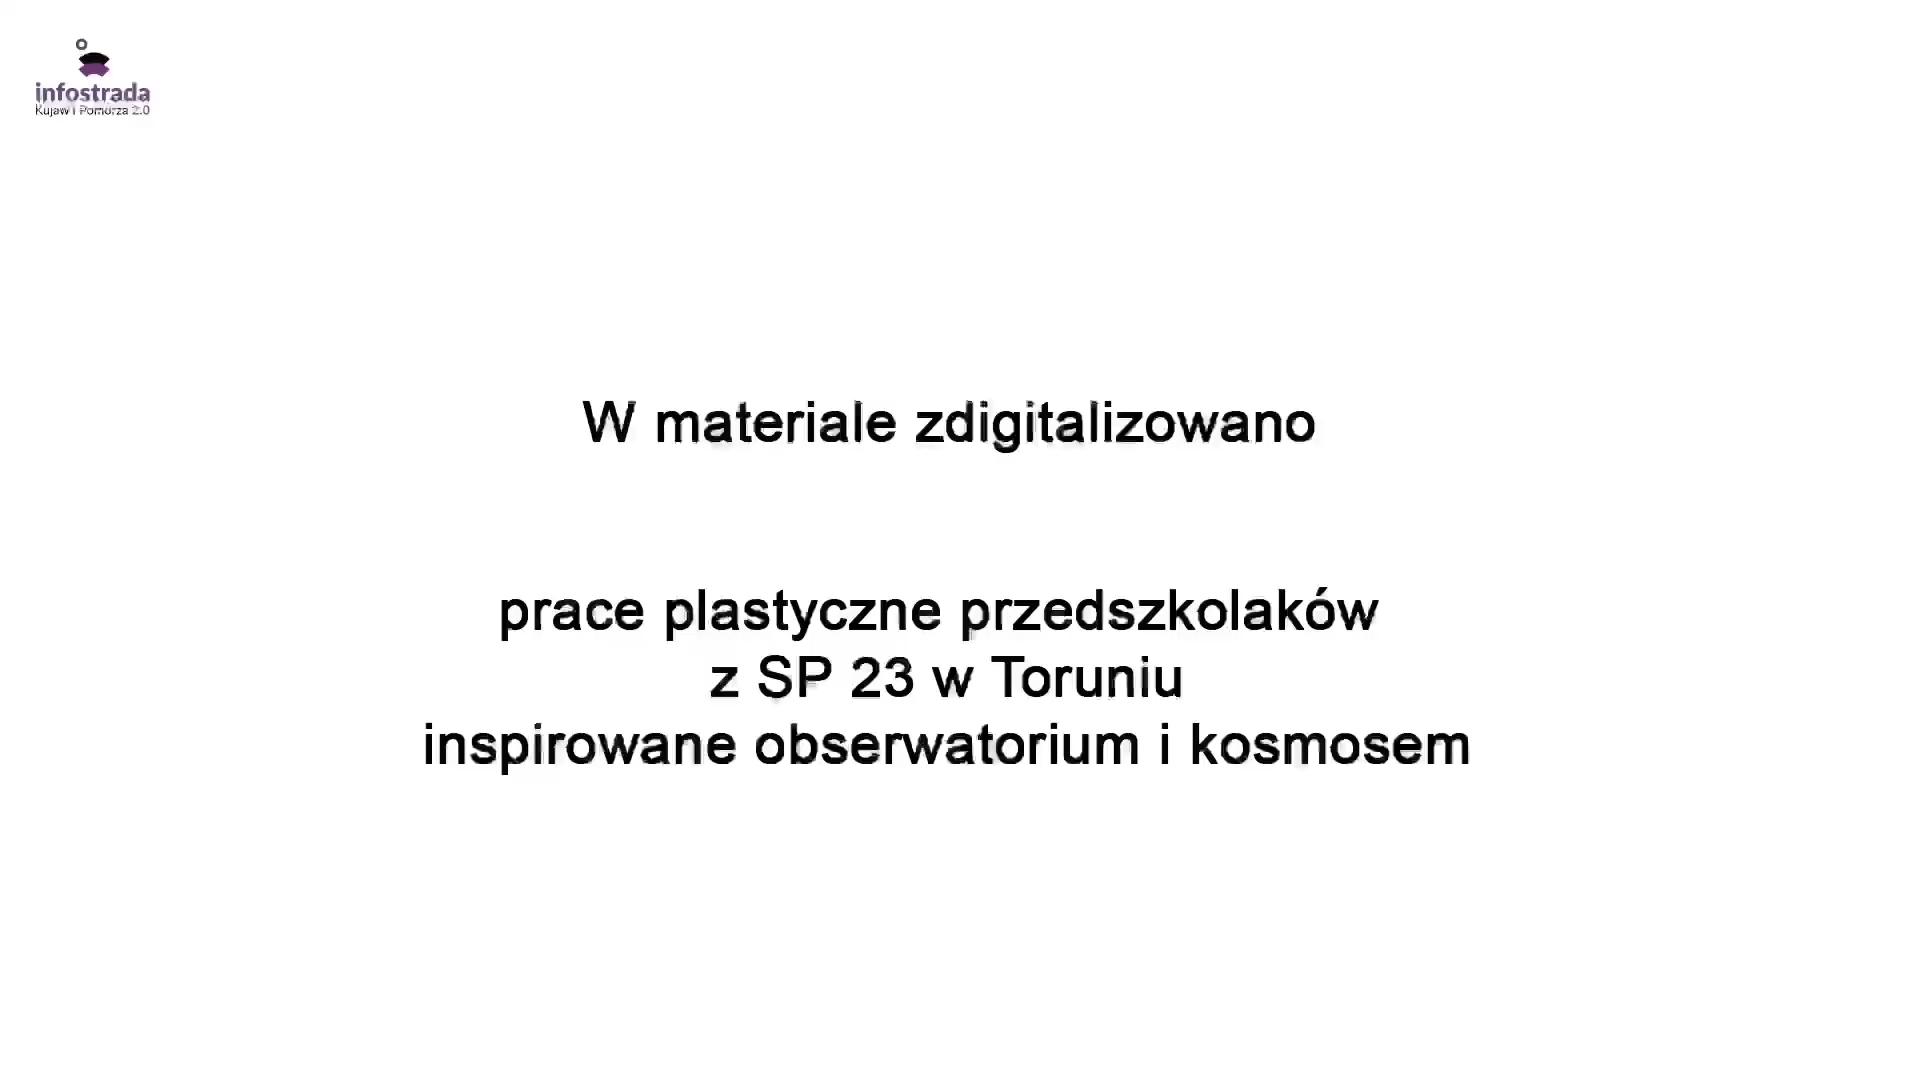 infostrada
Kujaw i Pomorza 2.0
W materiale zdigitalizowano
prace plastyczne przedszkolaków
z SP 23 w Toruniu
inspirowane obserwatorium i kosmosem